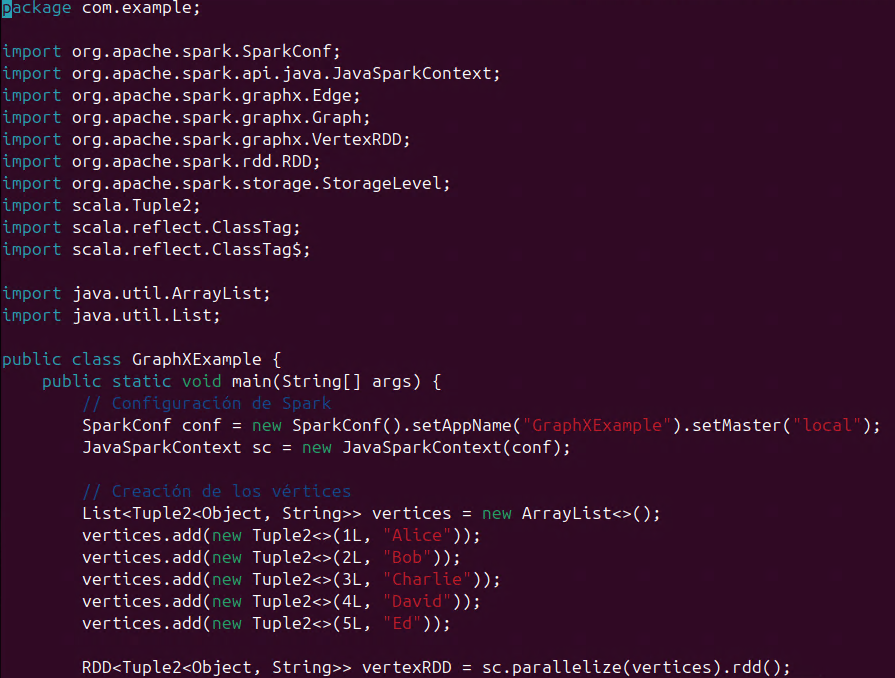 package com.example;

import org.apache.spark.SparkConf;
import org.apache.spark.api.java.JavaSparkContext;
import org.apache.spark.graphx.Edge;
import org.apache.spark.graphx.Graph;
import org.apache.spark.graphx.VertexRDD;
import org.apache.spark.rdd.RDD;
import org.apache.spark.storage.StorageLevel;
import scala.Tuple2;
import scala.reflect.ClassTag;
import scala.reflect.ClassTag$;

import java.util.ArrayList;
import java.util.List;

public class GraphXExample {
    public static void main(String[] args) {
        // Configuración de Spark
        SparkConf conf = new SparkConf().setAppName("GraphXExample").setMaster("local");
        JavaSparkContext sc = new JavaSparkContext(conf);

        // Creación de los vértices
        List<Tuple2<Object, String>> vertices = new ArrayList<>();
        vertices.add(new Tuple2<>(1L, "Alice"));
        vertices.add(new Tuple2<>(2L, "Bob"));
        vertices.add(new Tuple2<>(3L, "Charlie"));
        vertices.add(new Tuple2<>(4L, "David"));
        vertices.add(new Tuple2<>(5L, "Ed"));

        RDD<Tuple2<Object, String>> vertexRDD = sc.parallelize(vertices).rdd();